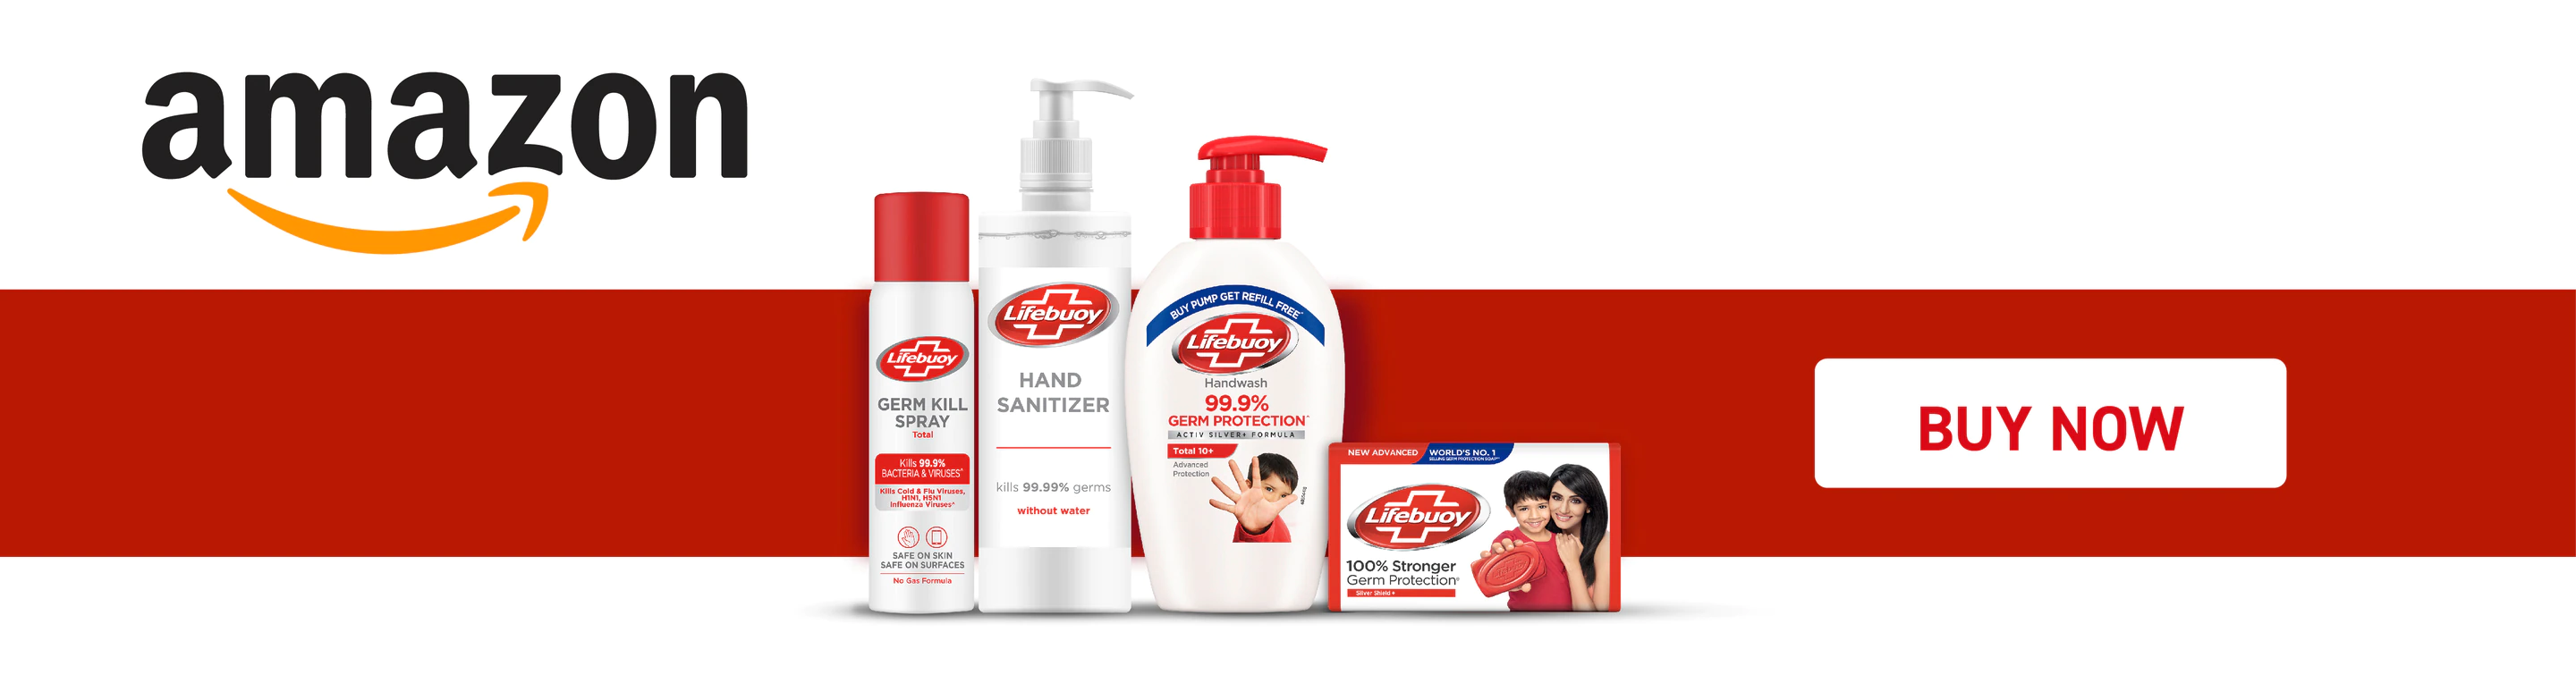 amazon
Lifebuoy
GERM KILL
SPRAY
Total
Kills 99.9%
BACTERIA & VIRUSES*
Kills Cold & Flu Viruses,
H1N1, H5N1
Influenza Viruses*
SAFE ON SKIN
SAFE ON SURFACES
No Gas Formula
Lifebuoy
HAND
SANITIZER
kills 99.99% germs
without water
BUY PUMP GET REFILL FREE*
Lifebuoy
Handwash
99.9%
GERM PROTECTION*
ACTIV SILVER+ FORMULA
Total 10+
Advanced
Protection
NEW ADVANCED
WORLD'S NO. 1
SELLING GERM PROTECTION SOAP**
Lifebuoy
100% Stronger
Germ Protection*
Silver Shield +
BUY NOW